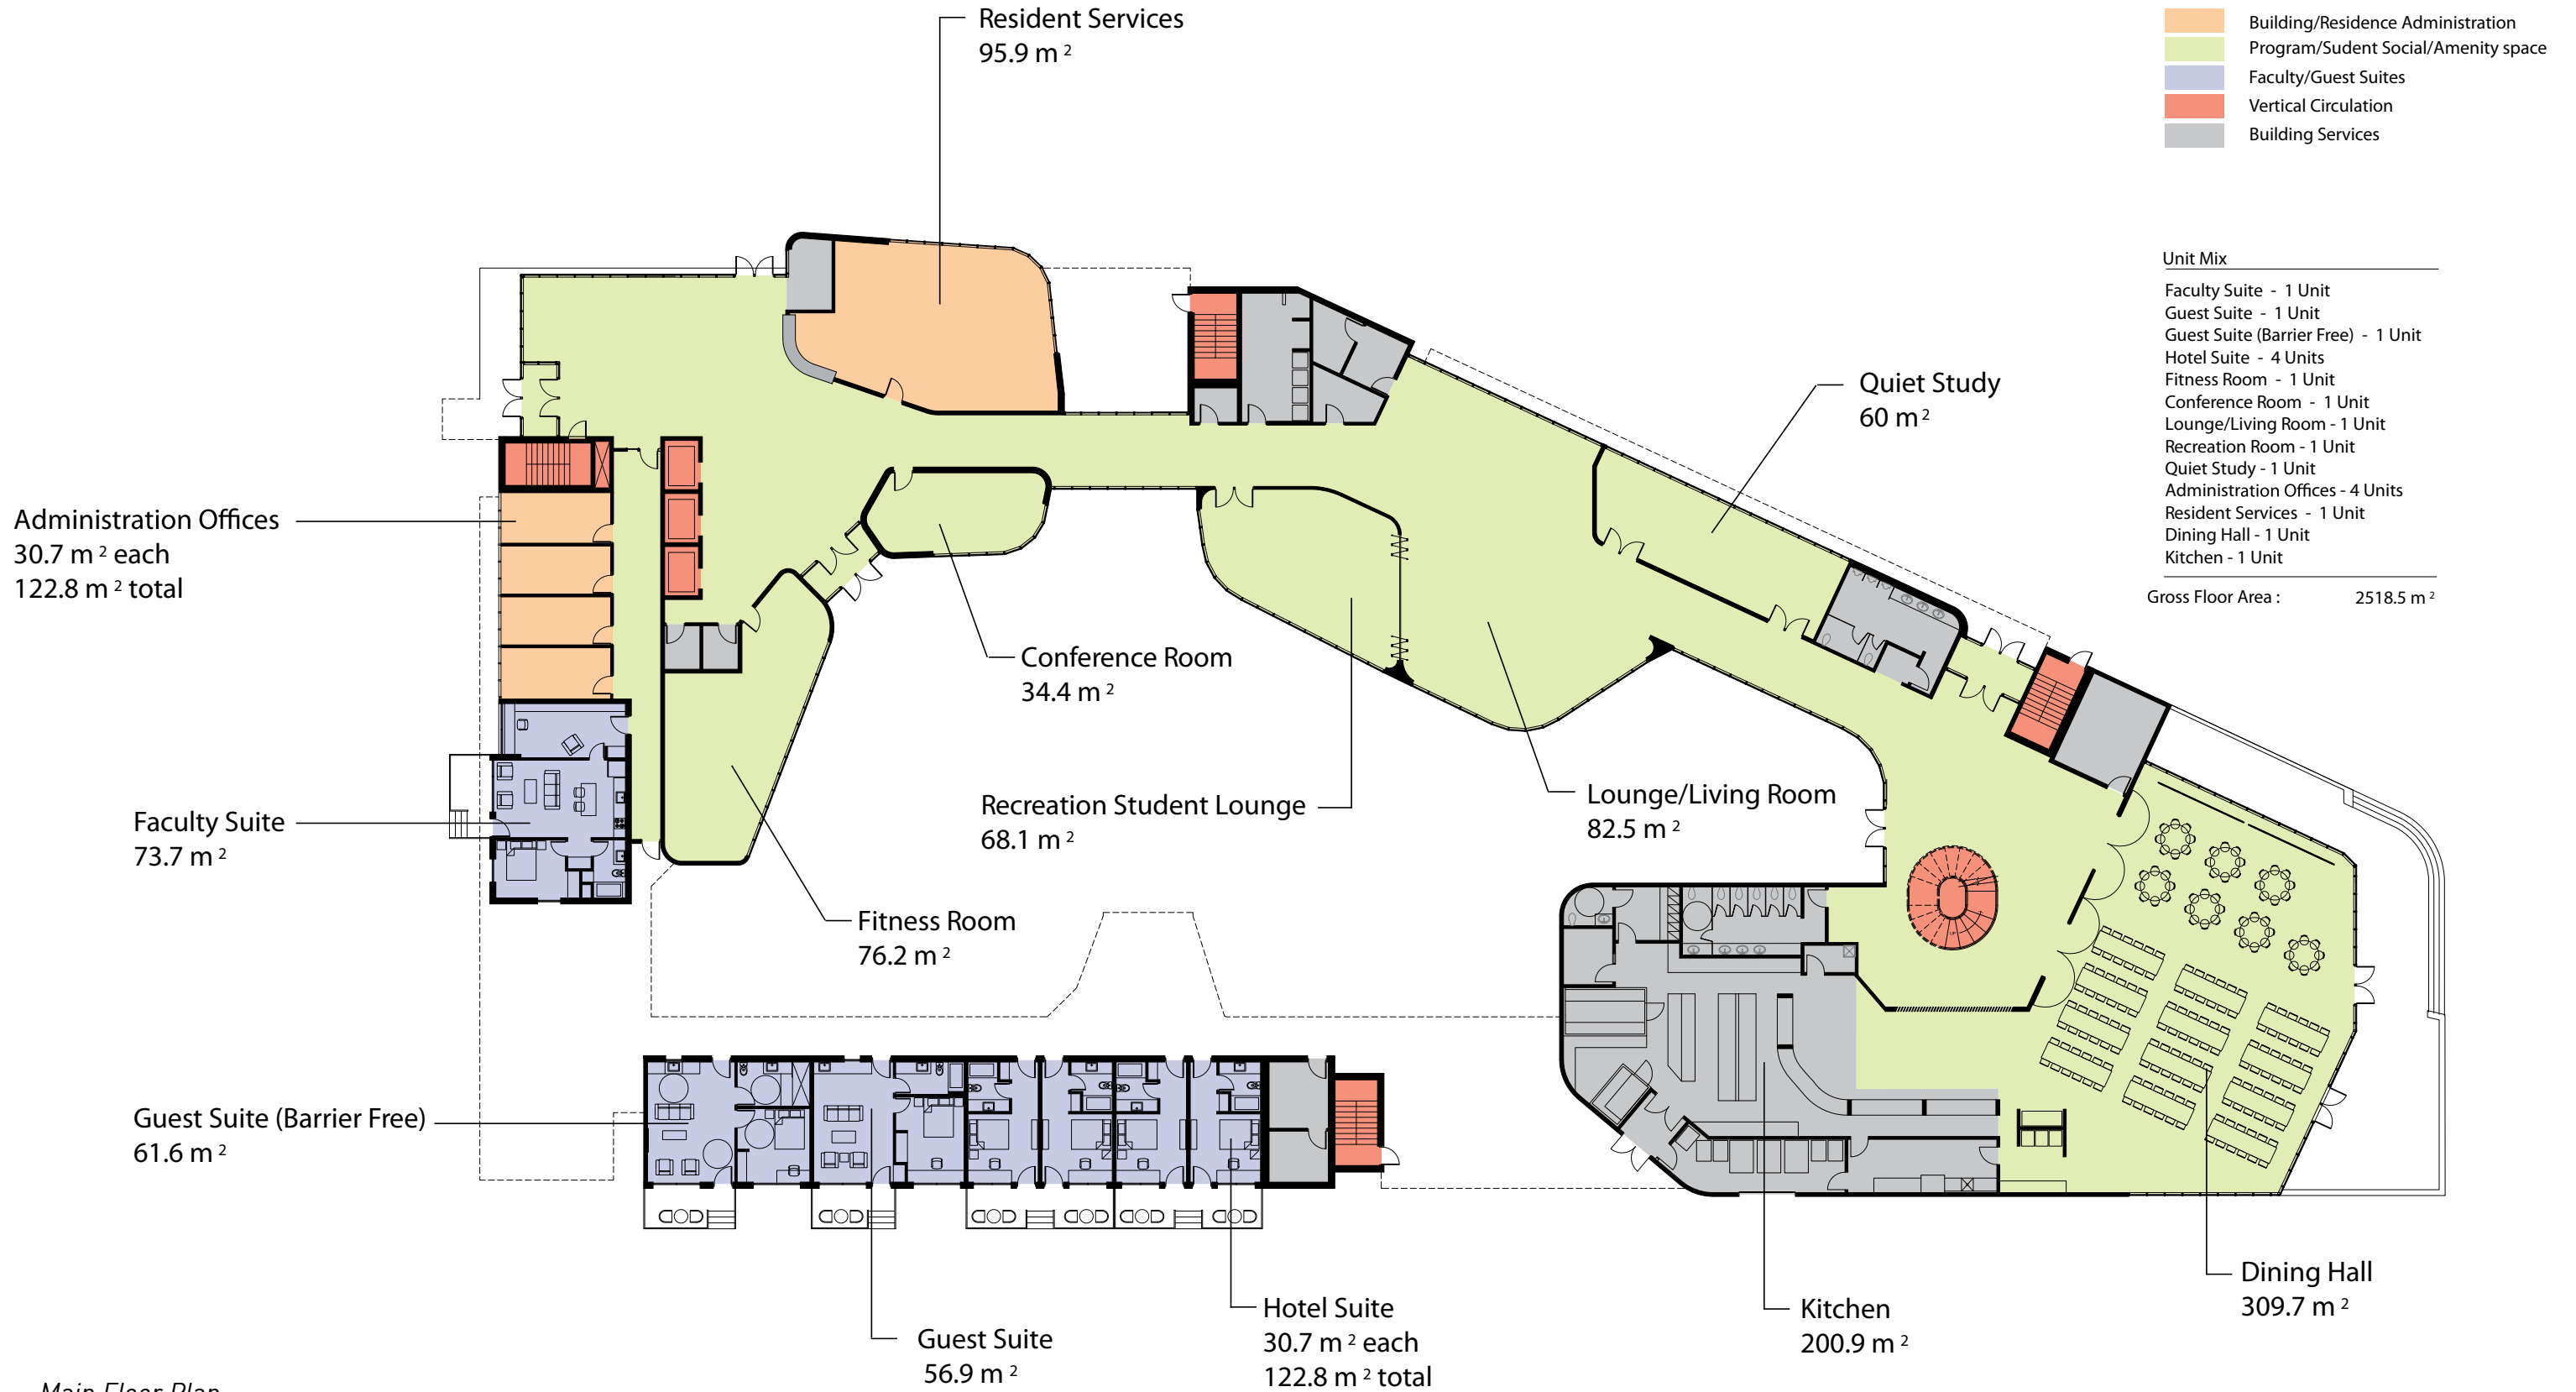 Resident Services
95.9 m ²
Building/Residence Administration
Program/Sudent Social/Amenity space
Faculty/Guest Suites
Vertical Circulation
Building Services
Unit Mix
Faculty Suite - 1 Unit
Guest Suite - 1 Unit
Guest Suite (Barrier Free) - 1 Unit
Hotel Suite - 4 Units
Fitness Room - 1 Unit
Conference Room - 1 Unit
Lounge/Living Room - 1 Unit
Recreation Room - 1 Unit
Quiet Study - 1 Unit
Administration Offices - 4 Units
Resident Services - 1 Unit
Dining Hall - 1 Unit
Kitchen - 1 Unit
Gross Floor Area : 2518.5 m ²
Quiet Study
60 m ²
Administration Offices
30.7 m ² each
122.8 m ² total
Conference Room
34.4 m ²
Recreation Student Lounge
68.1 m ²
Lounge/Living Room
82.5 m ²
Faculty Suite
73.7 m ²
Fitness Room
76.2 m ²
Guest Suite (Barrier Free)
61.6 m ²
Guest Suite
56.9 m ²
Hotel Suite
30.7 m ² each
122.8 m ² total
Kitchen
200.9 m ²
Dining Hall
309.7 m ²
Main Floor Plan